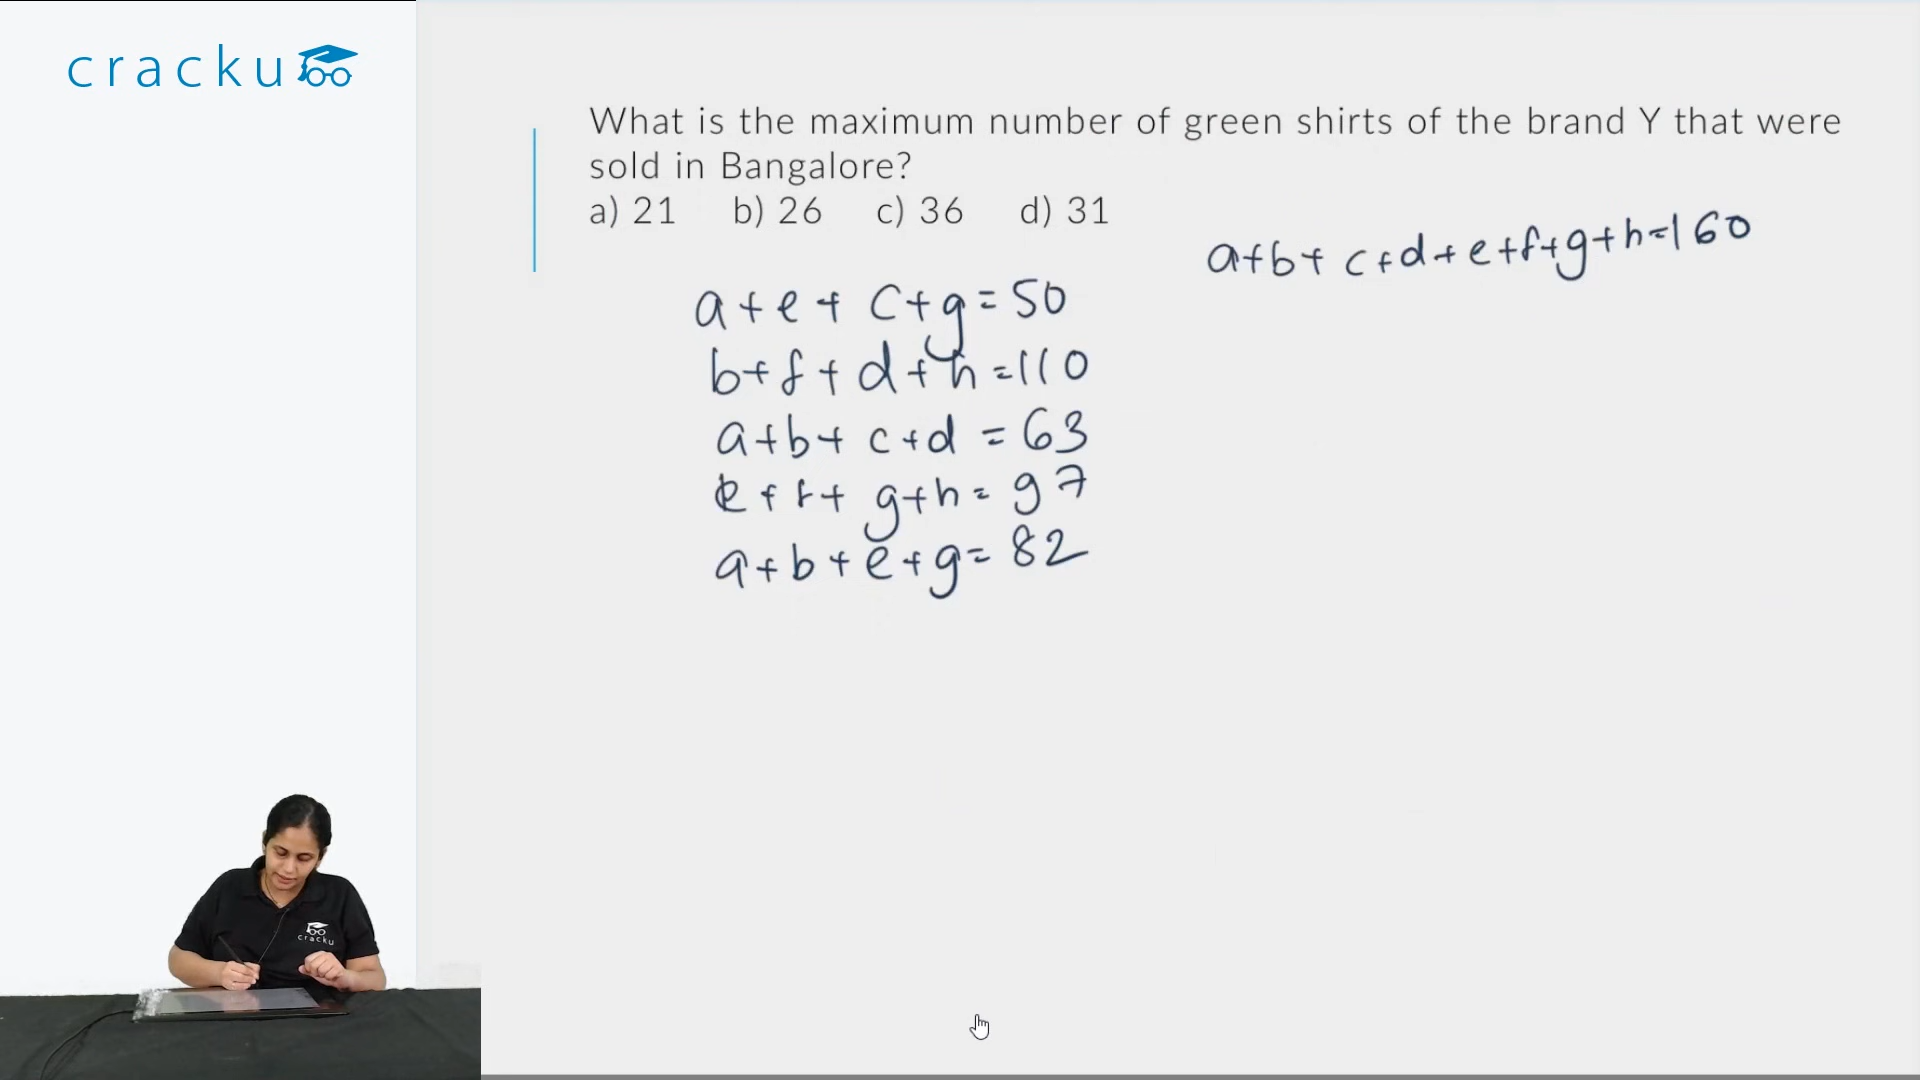 cracku
What is the maximum number of green shirts of the brand Y that were
sold in Bangalore?
a) 21 b) 26 c) 36 d) 31
a+b+c+d+e+f+g+h=160
a+e+c+g=50
b+f+d+h=110
a+b+c+d=63
e+f+g+h=97
a+b+e+g=82
cracku